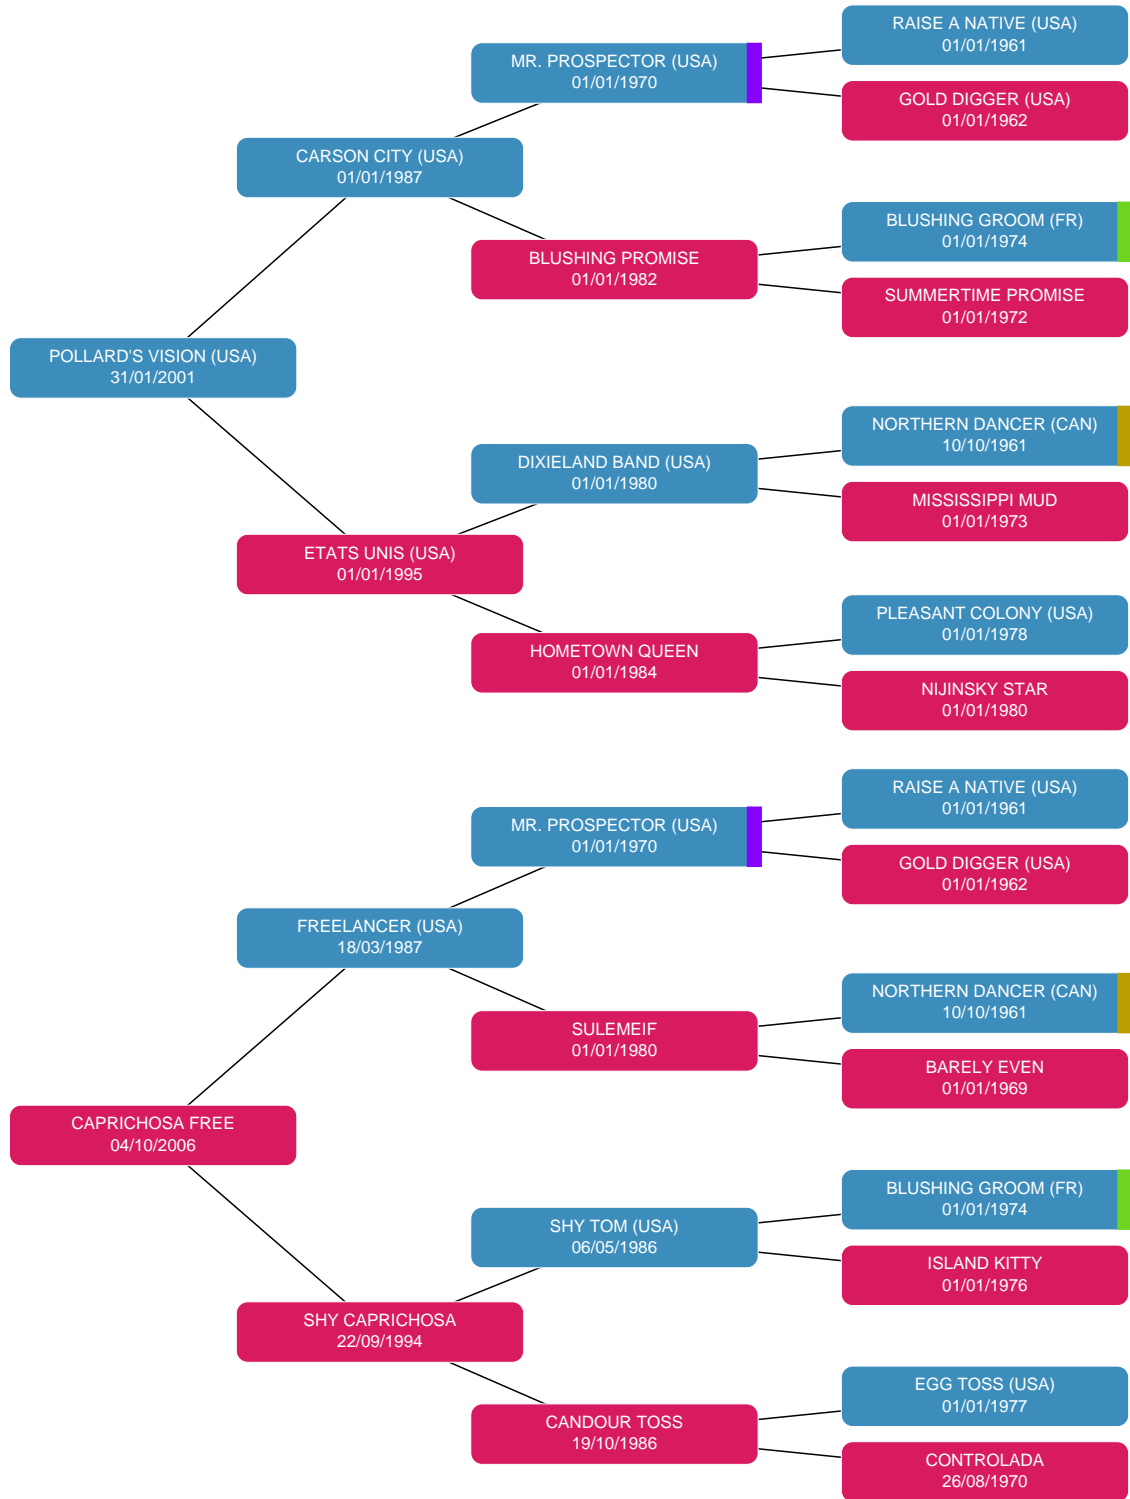 RAISE A NATIVE (USA)
01/01/1961
MR. PROSPECTOR (USA)
01/01/1970
GOLD DIGGER (USA)
01/01/1962
CARSON CITY (USA)
01/01/1987
BLUSHING GROOM (FR)
01/01/1974
BLUSHING PROMISE
01/01/1982
SUMMERTIME PROMISE
01/01/1972
POLLARD'S VISION (USA)
31/01/2001
NORTHERN DANCER (CAN)
10/10/1961
DIXIELAND BAND (USA)
01/01/1980
MISSISSIPPI MUD
01/01/1973
ETATS UNIS (USA)
01/01/1995
PLEASANT COLONY (USA)
01/01/1978
HOMETOWN QUEEN
01/01/1984
NIJINSKY STAR
01/01/1980
RAISE A NATIVE (USA)
01/01/1961
MR. PROSPECTOR (USA)
01/01/1970
GOLD DIGGER (USA)
01/01/1962
FREELANCER (USA)
18/03/1987
NORTHERN DANCER (CAN)
10/10/1961
SULEMEIF
01/01/1980
BARELY EVEN
01/01/1969
CAPRICHOSA FREE
04/10/2006
BLUSHING GROOM (FR)
01/01/1974
SHY TOM (USA)
06/05/1986
ISLAND KITTY
01/01/1976
SHY CAPRICHOSA
22/09/1994
EGG TOSS (USA)
01/01/1977
CANDOUR TOSS
19/10/1986
CONTROLADA
26/08/1970